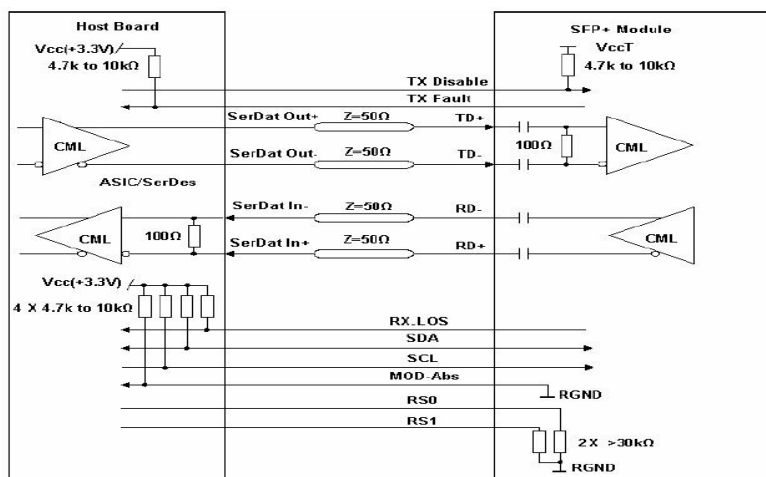 Host Board
SFP+ Module
Vcc(+3.3V)
4.7k to 10kΩ
VccT
4.7k to 10kΩ
TX Disable
TX Fault
SerDat Out+
Z=50Ω
TD+
CML
100Ω
CML
SerDat Out-
Z=50Ω
TD-
ASIC/SerDes
SerDat In-
Z=50Ω
RD-
CML
100Ω
CML
SerDat In+
Z=50Ω
RD+
Vcc(+3.3V)
4 X 4.7k to 10kΩ
RX_LOS
SDA
SCL
MOD-Abs
RGND
RS0
RS1
2X >30kΩ
RGND